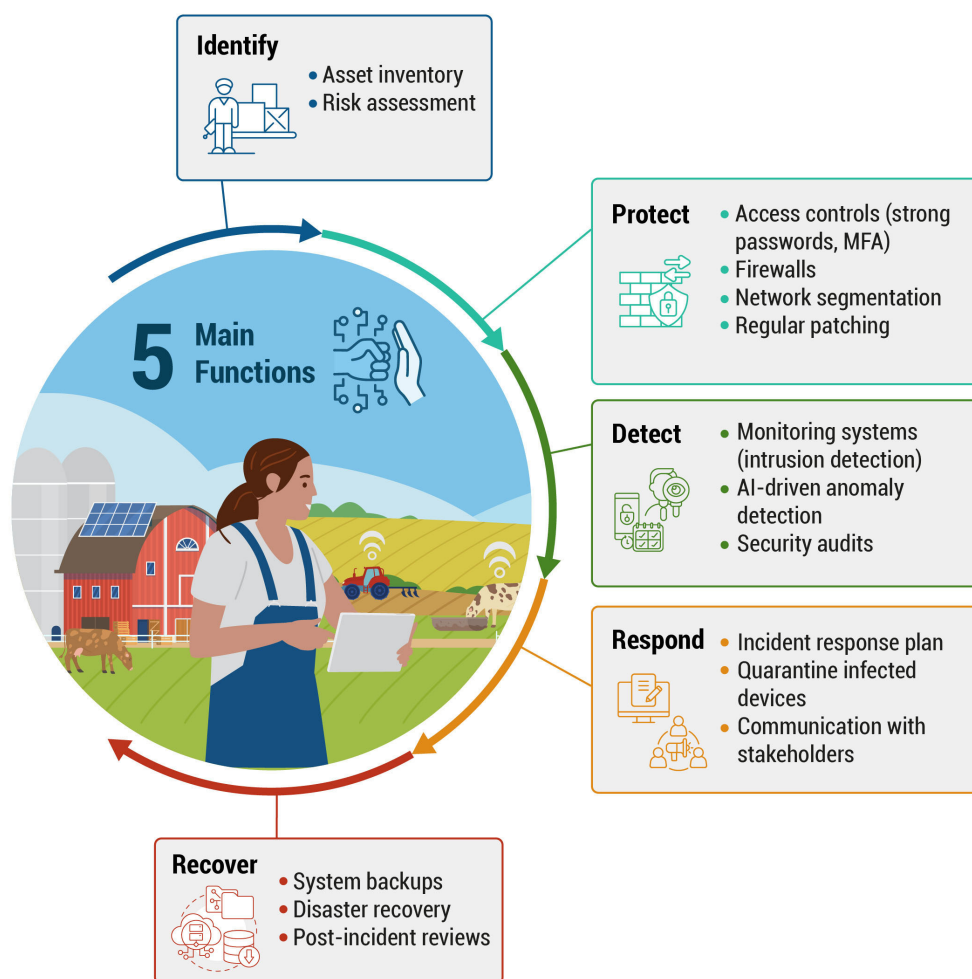 Identify
• Asset inventory
• Risk assessment
5 Main
Functions
Protect
• Access controls (strong
passwords, MFA)
• Firewalls
• Network segmentation
• Regular patching
Detect
• Monitoring systems
(intrusion detection)
• AI-driven anomaly
detection
• Security audits
Respond
• Incident response plan
• Quarantine infected
devices
• Communication with
stakeholders
Recover
• System backups
• Disaster recovery
• Post-incident reviews